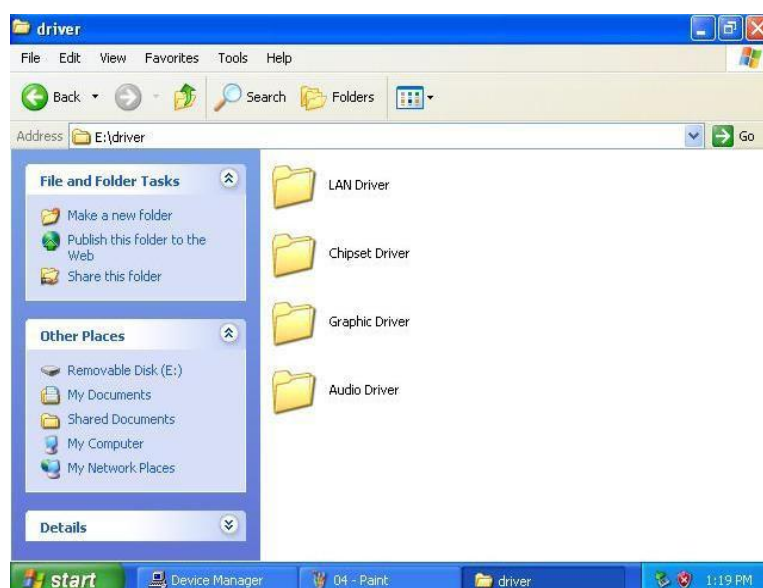 driver
File Edit View Favorites Tools Help
Back Search Folders
Address E:\driver Go
File and Folder Tasks
Make a new folder
Publish this folder to the
Web
Share this folder
Other Places
Removable Disk (E:)
My Documents
Shared Documents
My Computer
My Network Places
Details
LAN Driver
Chipset Driver
Graphic Driver
Audio Driver
start Device Manager 04 - Paint driver 1:19 PM